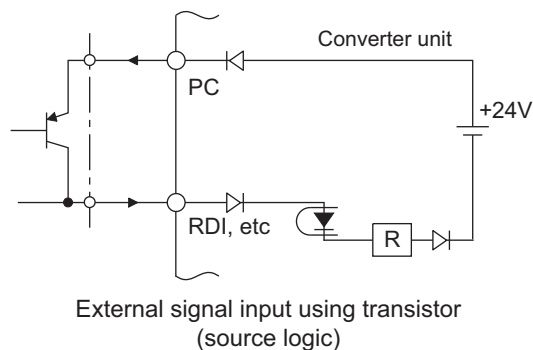 Converter unit
PC
+24V
RDI, etc
R
External signal input using transistor
(source logic)